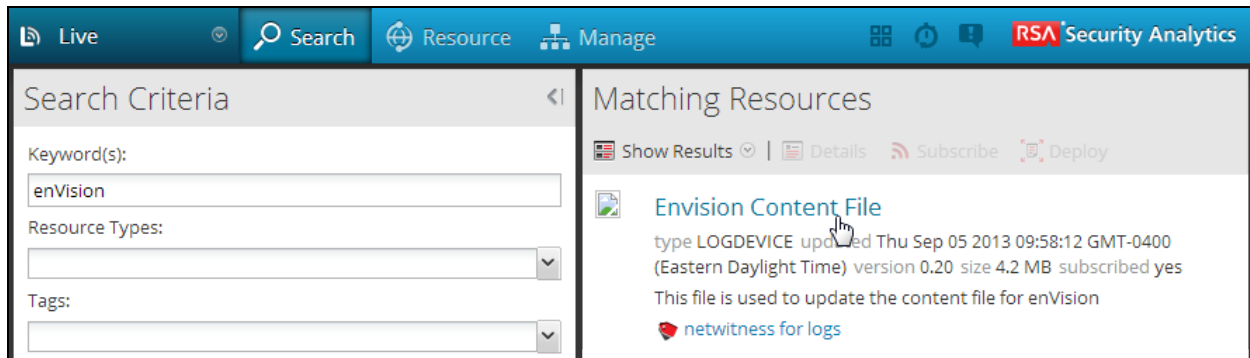 Live Search Resource Manage RSA Security Analytics
Search Criteria
Keyword(s):
enVision
Resource Types:
Tags:
Matching Resources
Show Results | Details Subscribe Deploy
Envision Content File
type LOGDEVICE updated Thu Sep 05 2013 09:58:12 GMT-0400
(Eastern Daylight Time) version 0.20 size 4.2 MB subscribed yes
This file is used to update the content file for enVision
netwitness for logs